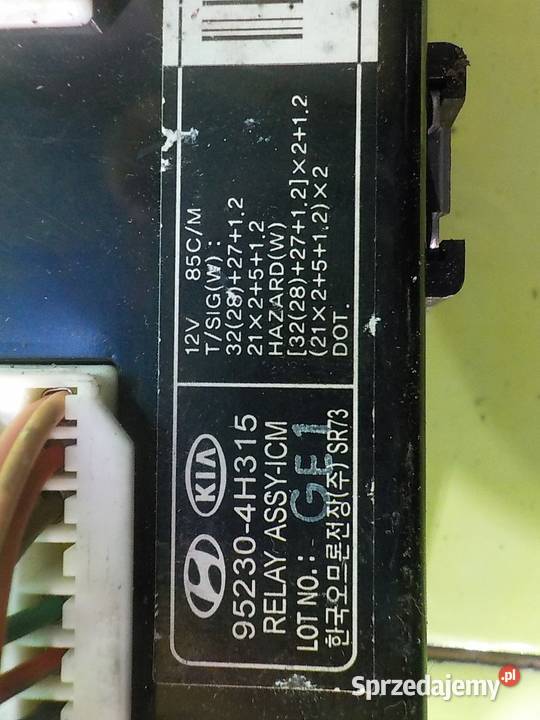 KIA
95230-4H315
RELAY ASSY-ICM
LOT NO.: GE1
한국오므론전장(주) SR73
12V 85C/M
T/SIG(W) :
32(28)+27+1.2
21×2+5+1.2
HAZARD(W)
[32(28)+27+1.2]×2+1.2
(21×2+5+1.2)×2
DOT.
Sprzedajemy.pl